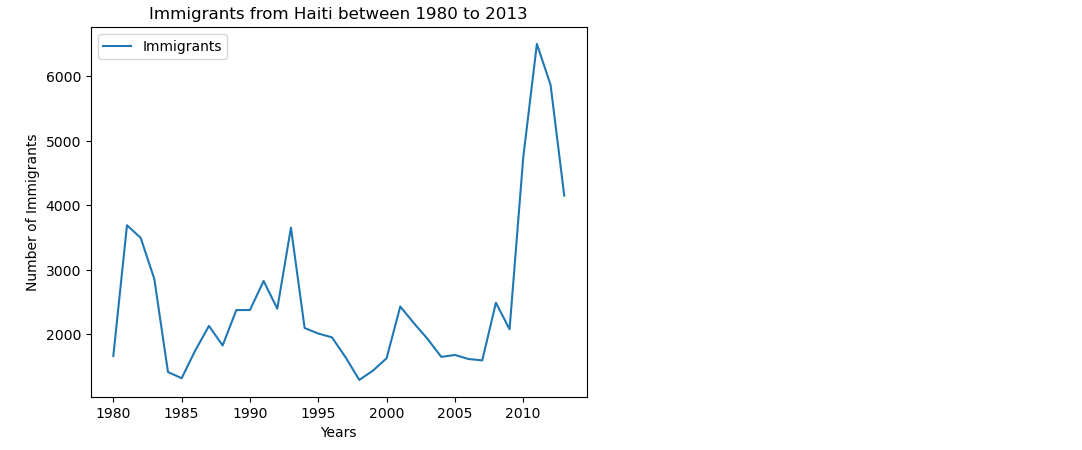 Immigrants from Haiti between 1980 to 2013
Immigrants
6000
5000
4000
3000
2000
Number of Immigrants
1980 1985 1990 1995 2000 2005 2010
Years